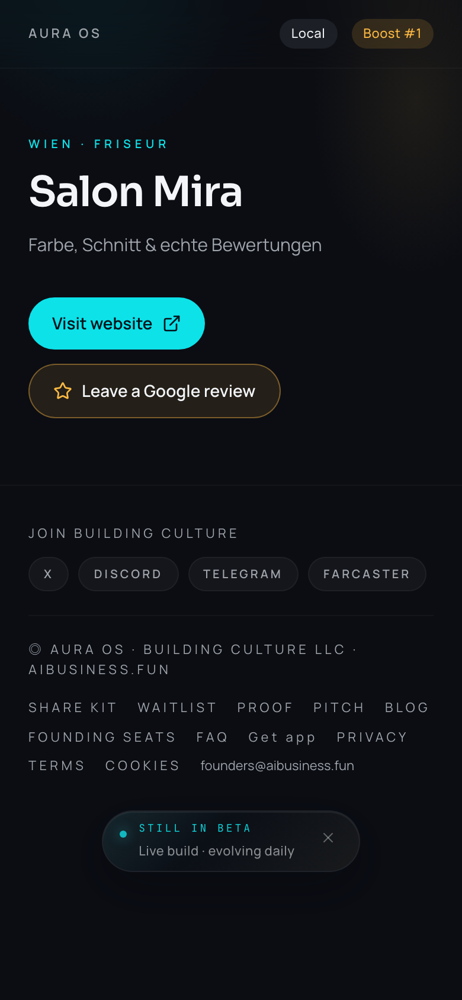 AURA OS Local Boost #1
WIEN · FRISEUR
Salon Mira
Farbe, Schnitt & echte Bewertungen
Visit website
Leave a Google review
JOIN BUILDING CULTURE
X DISCORD TELEGRAM FARCASTER
◎ AURA OS · BUILDING CULTURE LLC ·
AIBUSINESS.FUN
SHARE KIT WAITLIST PROOF PITCH BLOG
FOUNDING SEATS FAQ Get app PRIVACY
TERMS COOKIES founders@aibusiness.fun
STILL IN BETA
Live build · evolving daily